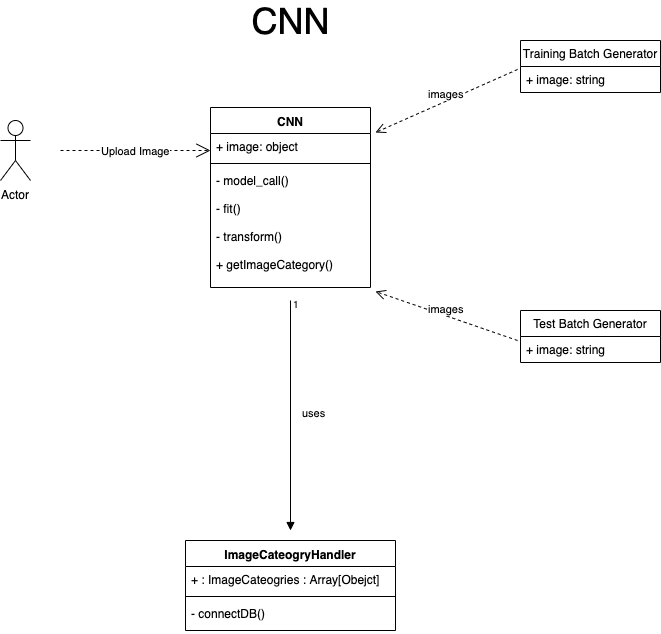 CNN
Training Batch Generator
+ image: string
images
CNN
+ image: object
- model_call()
- fit()
- transform()
+ getImageCategory()
Upload Image
Actor
images
Test Batch Generator
+ image: string
1
uses
ImageCateogryHandler
+ : ImageCateogries : Array[Obejct]
- connectDB()